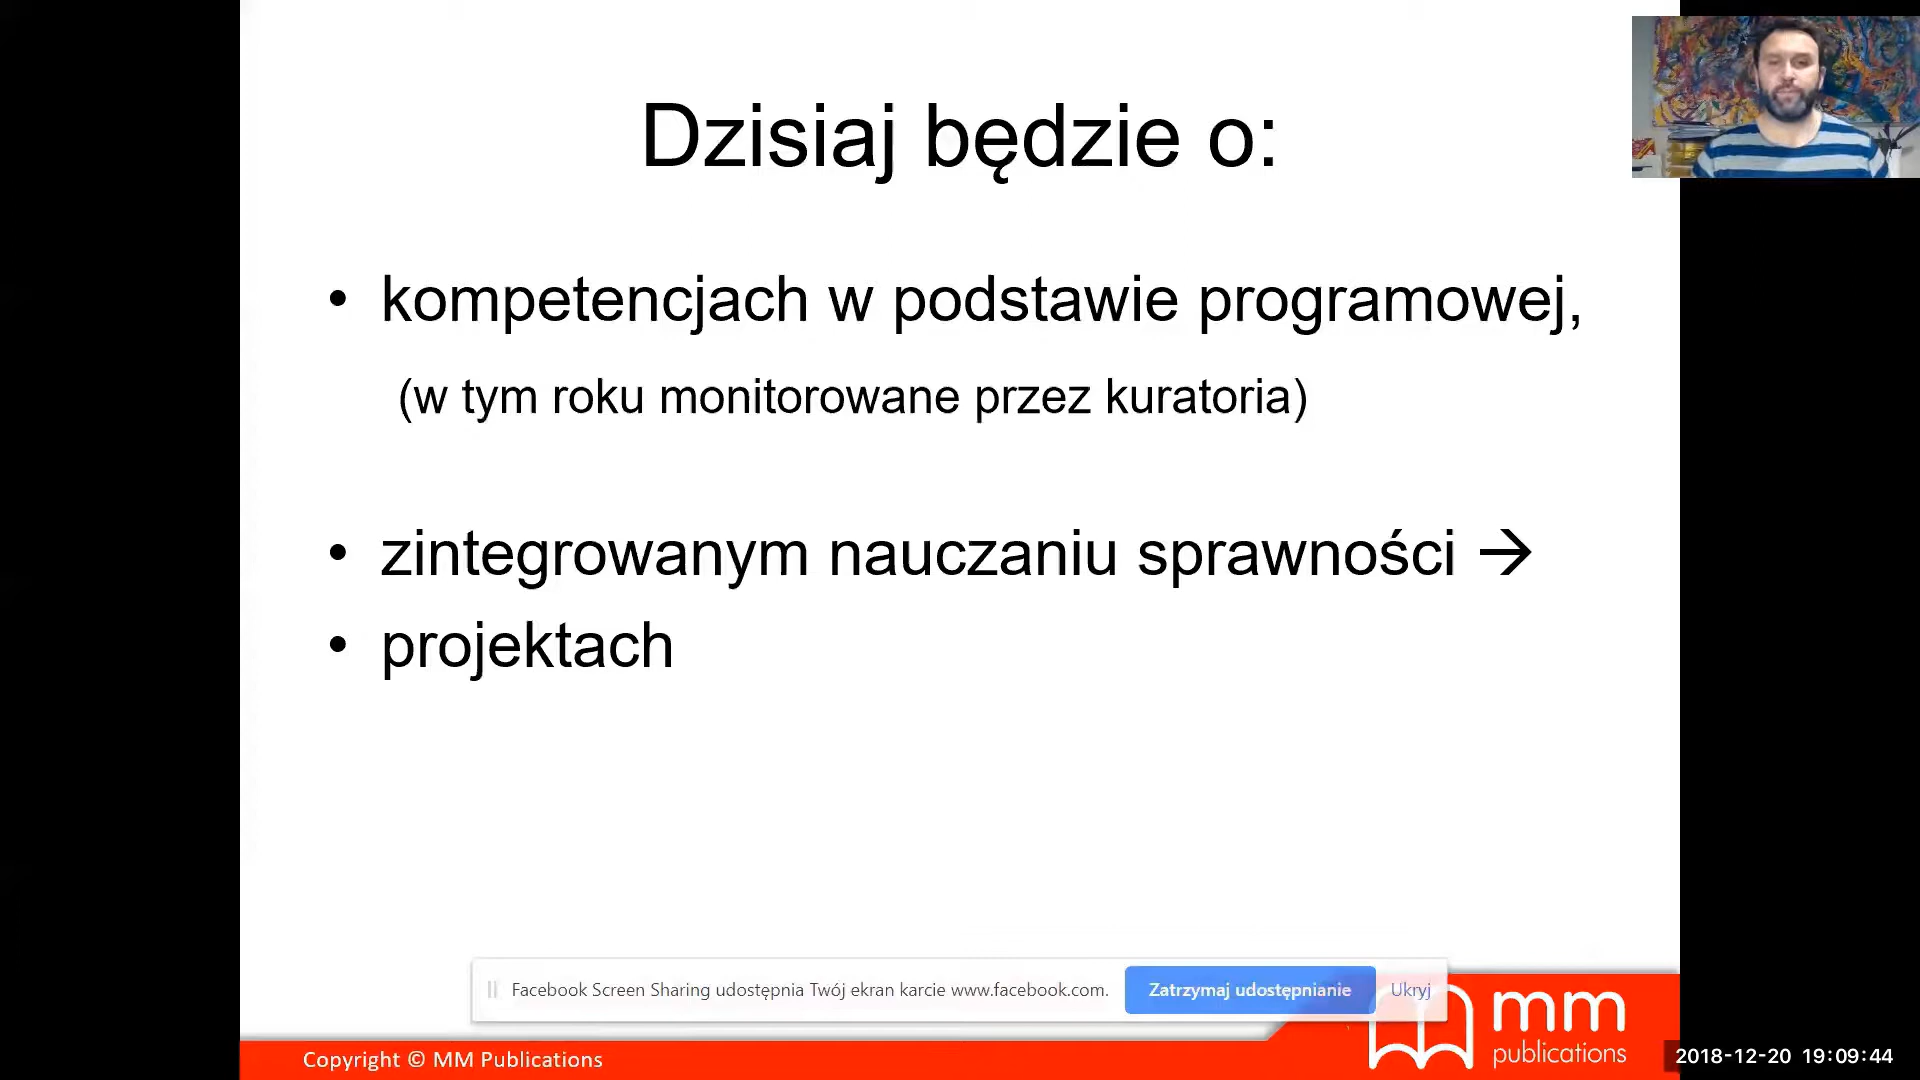 Dzisiaj będzie o:
• kompetencjach w podstawie programowej,
(w tym roku monitorowane przez kuratoria)
• zintegrowanym nauczaniu sprawności →
• projektach
Facebook Screen Sharing udostępnia Twój ekran karcie www.facebook.com.
Zatrzymaj udostępnianie
Ukryj
mm
publications
Copyright © MM Publications
2018-12-20 19:09:44